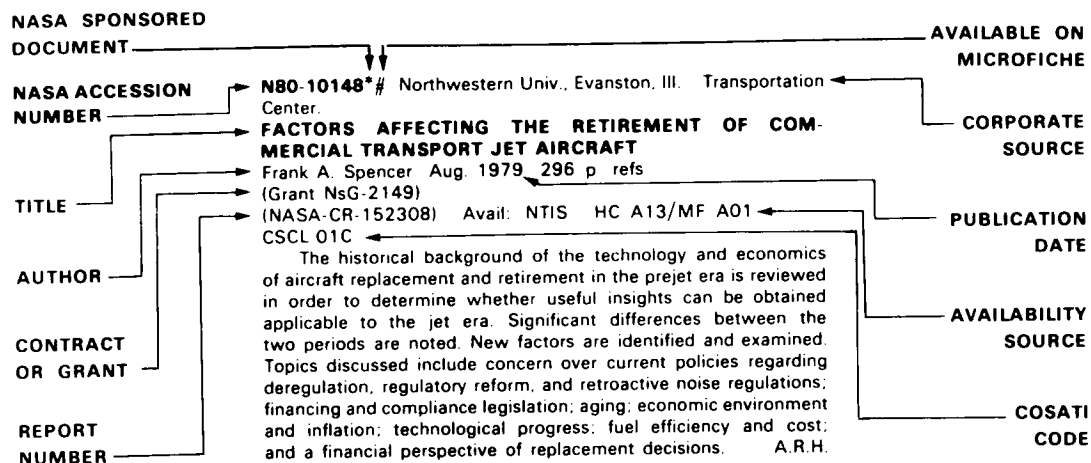 NASA SPONSORED
DOCUMENT
AVAILABLE ON
MICROFICHE
NASA ACCESSION
NUMBER
N80-10148*# Northwestern Univ., Evanston, Ill. Transportation
Center.
CORPORATE
SOURCE
TITLE
FACTORS AFFECTING THE RETIREMENT OF COM-
MERCIAL TRANSPORT JET AIRCRAFT
Frank A. Spencer Aug. 1979 296 p refs
(Grant NsG-2149)
(NASA-CR-152308) Avail: NTIS HC A13/MF A01
CSCL 01C
PUBLICATION
DATE
AUTHOR
The historical background of the technology and economics
of aircraft replacement and retirement in the prejet era is reviewed
in order to determine whether useful insights can be obtained
applicable to the jet era. Significant differences between the
two periods are noted. New factors are identified and examined.
Topics discussed include concern over current policies regarding
deregulation, regulatory reform, and retroactive noise regulations;
financing and compliance legislation; aging; economic environment
and inflation; technological progress; fuel efficiency and cost;
and a financial perspective of replacement decisions. A.R.H.
AVAILABILITY
SOURCE
CONTRACT
OR GRANT
REPORT
NUMBER
COSATI
CODE